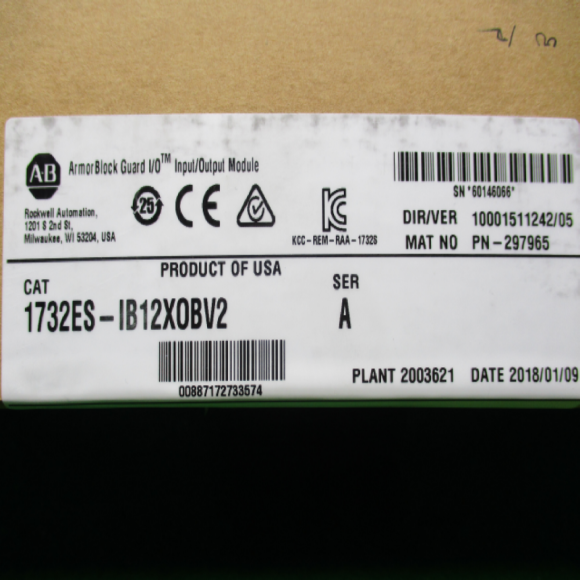 AB
ArmorBlock Guard I/O™ Input/Output Module
Rockwell Automation,
1201 S 2nd St,
Milwaukee, WI 53204, USA
25
CE
KC
KCC-REM-RAA-1732S
SN *60146066*
DIR/VER 10001511242/05
MAT NO PN-297965
PRODUCT OF USA
CAT
1732ES-IB12XOBV2
SER
A
00887172733574
PLANT 2003621 DATE 2018/01/09